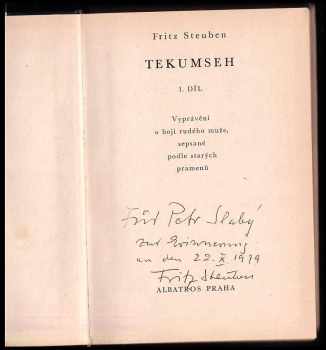 Fritz Steuben
TEKUMSEH
1. DÍL
Vyprávění
o boji rudého muže,
sepsané
podle starých
pramenů
Für Petr Slabý
zur Erinnerung
an den 22. X 1979
Fritz Steuben
ALBATROS PRAHA